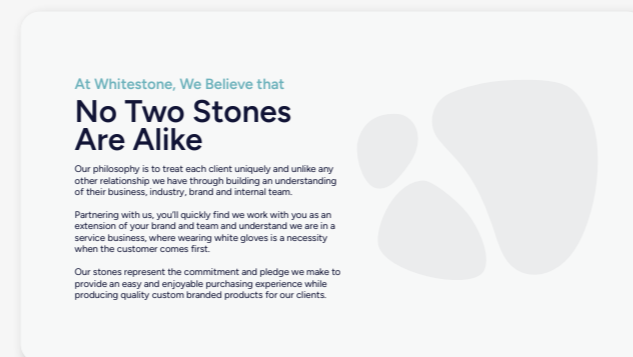 At Whitestone, We Believe that
No Two Stones
Are Alike
Our philosophy is to treat each client uniquely and unlike any
other relationship we have through building an understanding
of their business, industry, brand and internal team.
Partnering with us, you'll quickly find we work with you as an
extension of your brand and team and understand we are in a
service business, where wearing white gloves is a necessity
when the customer comes first.
Our stones represent the commitment and pledge we make to
provide an easy and enjoyable purchasing experience while
producing quality custom branded products for our clients.